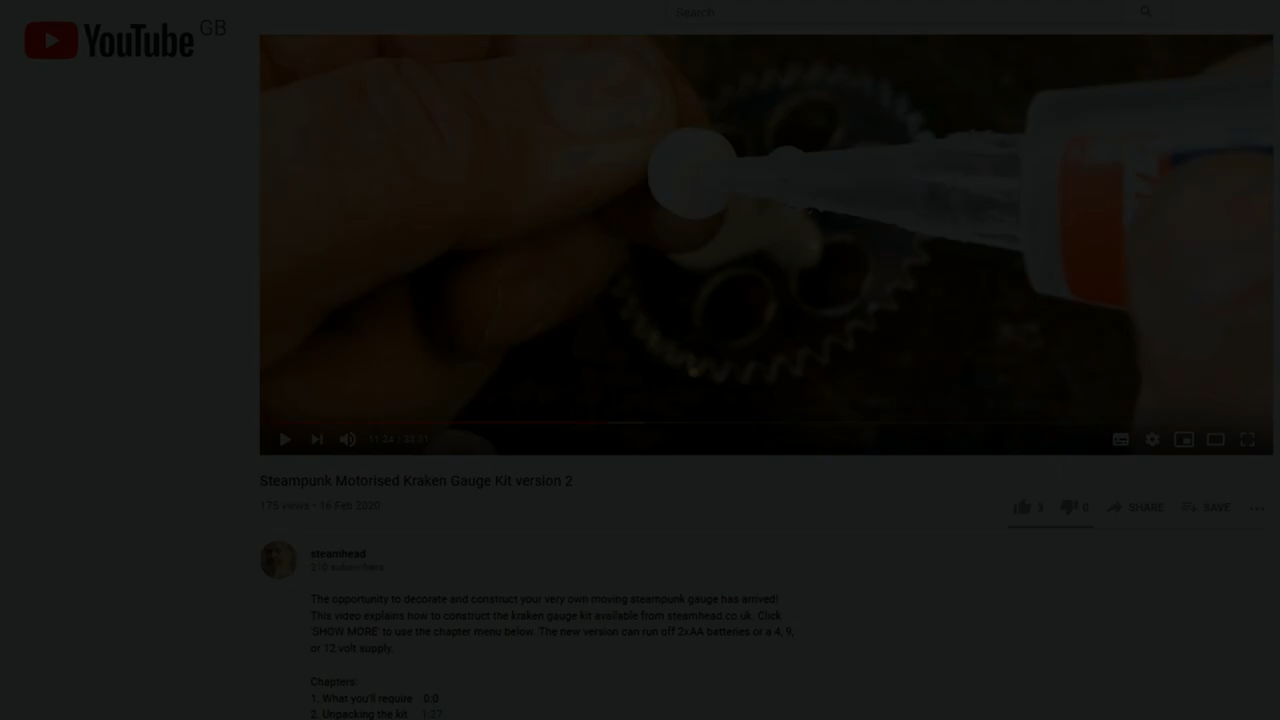 YouTube GB
Search
11:24 / 33:31
Steampunk Motorised Kraken Gauge Kit version 2
175 views • 16 Feb 2020
3 0 SHARE SAVE
steamhead
210 subscribers
The opportunity to decorate and construct your very own moving steampunk gauge has arrived!
This video explains how to construct the kraken gauge kit available from steamhead.co.uk. Click
'SHOW MORE' to use the chapter menu below. The new version can run off 2xAA batteries or a 4, 9,
or 12 volt supply.
Chapters:
1. What you'll require 0:0
2. Unpacking the kit 1:27